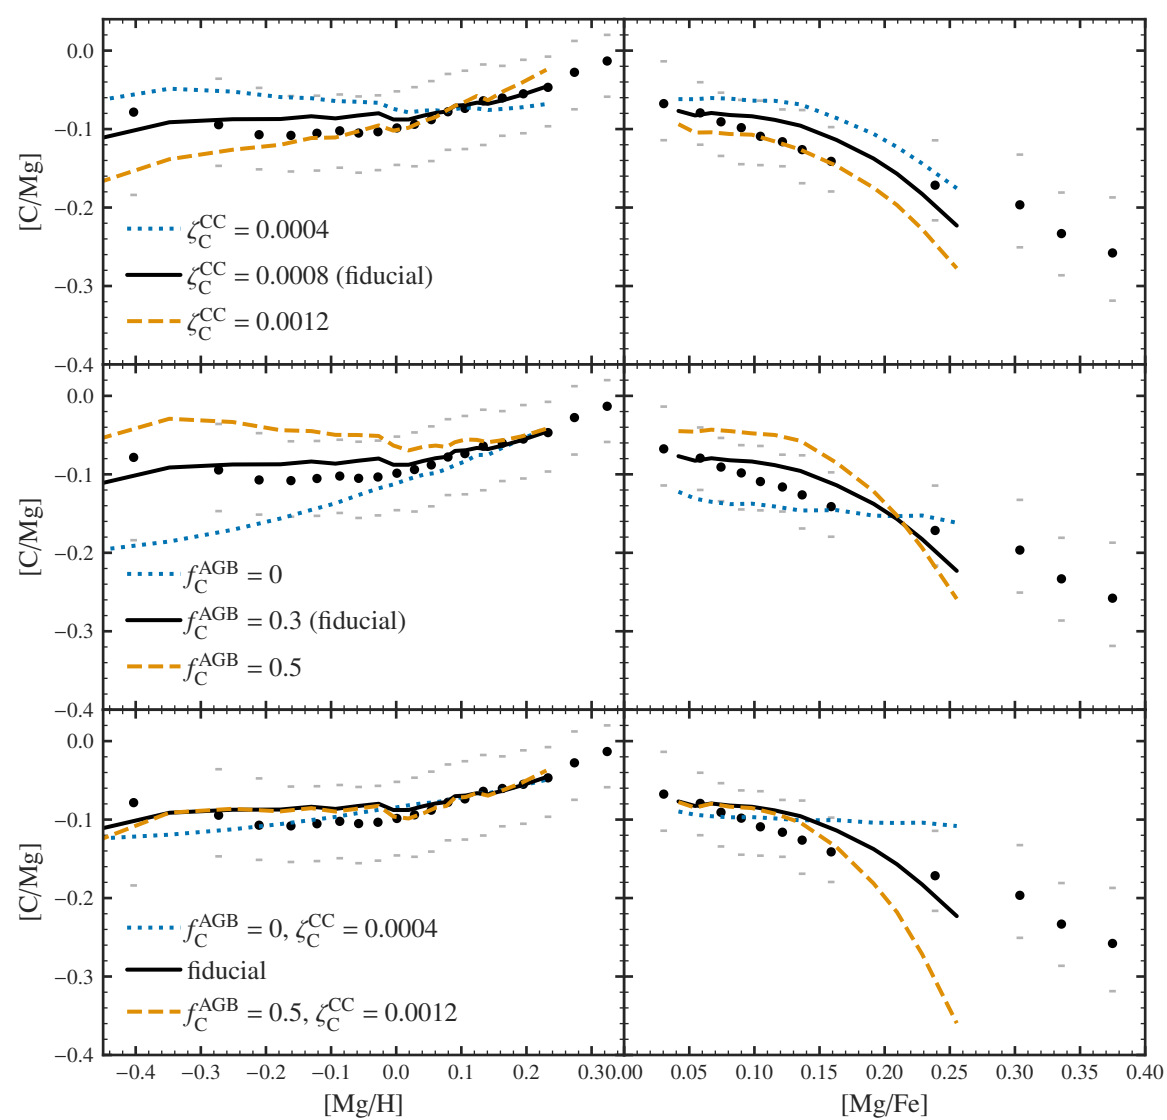 0.0
−0.1
−0.2
−0.3
−0.4
[C/Mg]
ζ_C^CC = 0.0004
ζ_C^CC = 0.0008 (fiducial)
ζ_C^CC = 0.0012
0.0
−0.1
−0.2
−0.3
−0.4
[C/Mg]
f_C^AGB = 0
f_C^AGB = 0.3 (fiducial)
f_C^AGB = 0.5
0.0
−0.1
−0.2
−0.3
−0.4
[C/Mg]
f_C^AGB = 0, ζ_C^CC = 0.0004
fiducial
f_C^AGB = 0.5, ζ_C^CC = 0.0012
−0.4 −0.3 −0.2 −0.1 0.0 0.1 0.2 0.30.00 0.05 0.10 0.15 0.20 0.25 0.30 0.35 0.40
[Mg/H] [Mg/Fe]